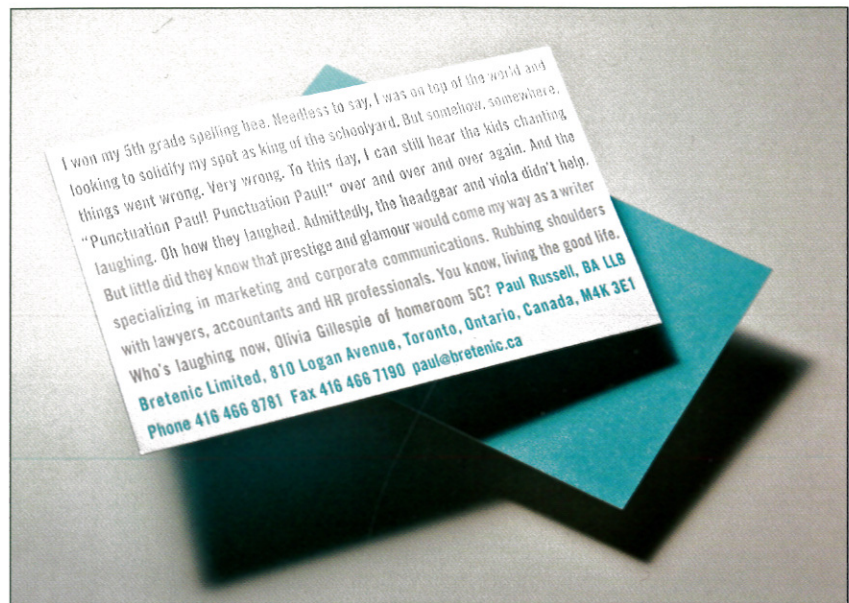 I won my 5th grade spelling bee. Needless to say, I was on top of the world and
looking to solidify my spot as king of the schoolyard. But somehow, somewhere,
things went wrong. Very wrong. To this day, I can still hear the kids chanting
“Punctuation Paul! Punctuation Paul!” over and over and over again. And the
laughing. Oh how they laughed. Admittedly, the headgear and viola didn’t help.
But little did they know that prestige and glamour would come my way as a writer
specializing in marketing and corporate communications. Rubbing shoulders
with lawyers, accountants and HR professionals. You know, living the good life.
Who’s laughing now, Olivia Gillespie of homeroom 5C? Paul Russell, BA LLB
Bretenic Limited, 810 Logan Avenue, Toronto, Ontario, Canada, M4K 3E1
Phone 416 466 8781 Fax 416 466 7190 paul@bretenic.ca